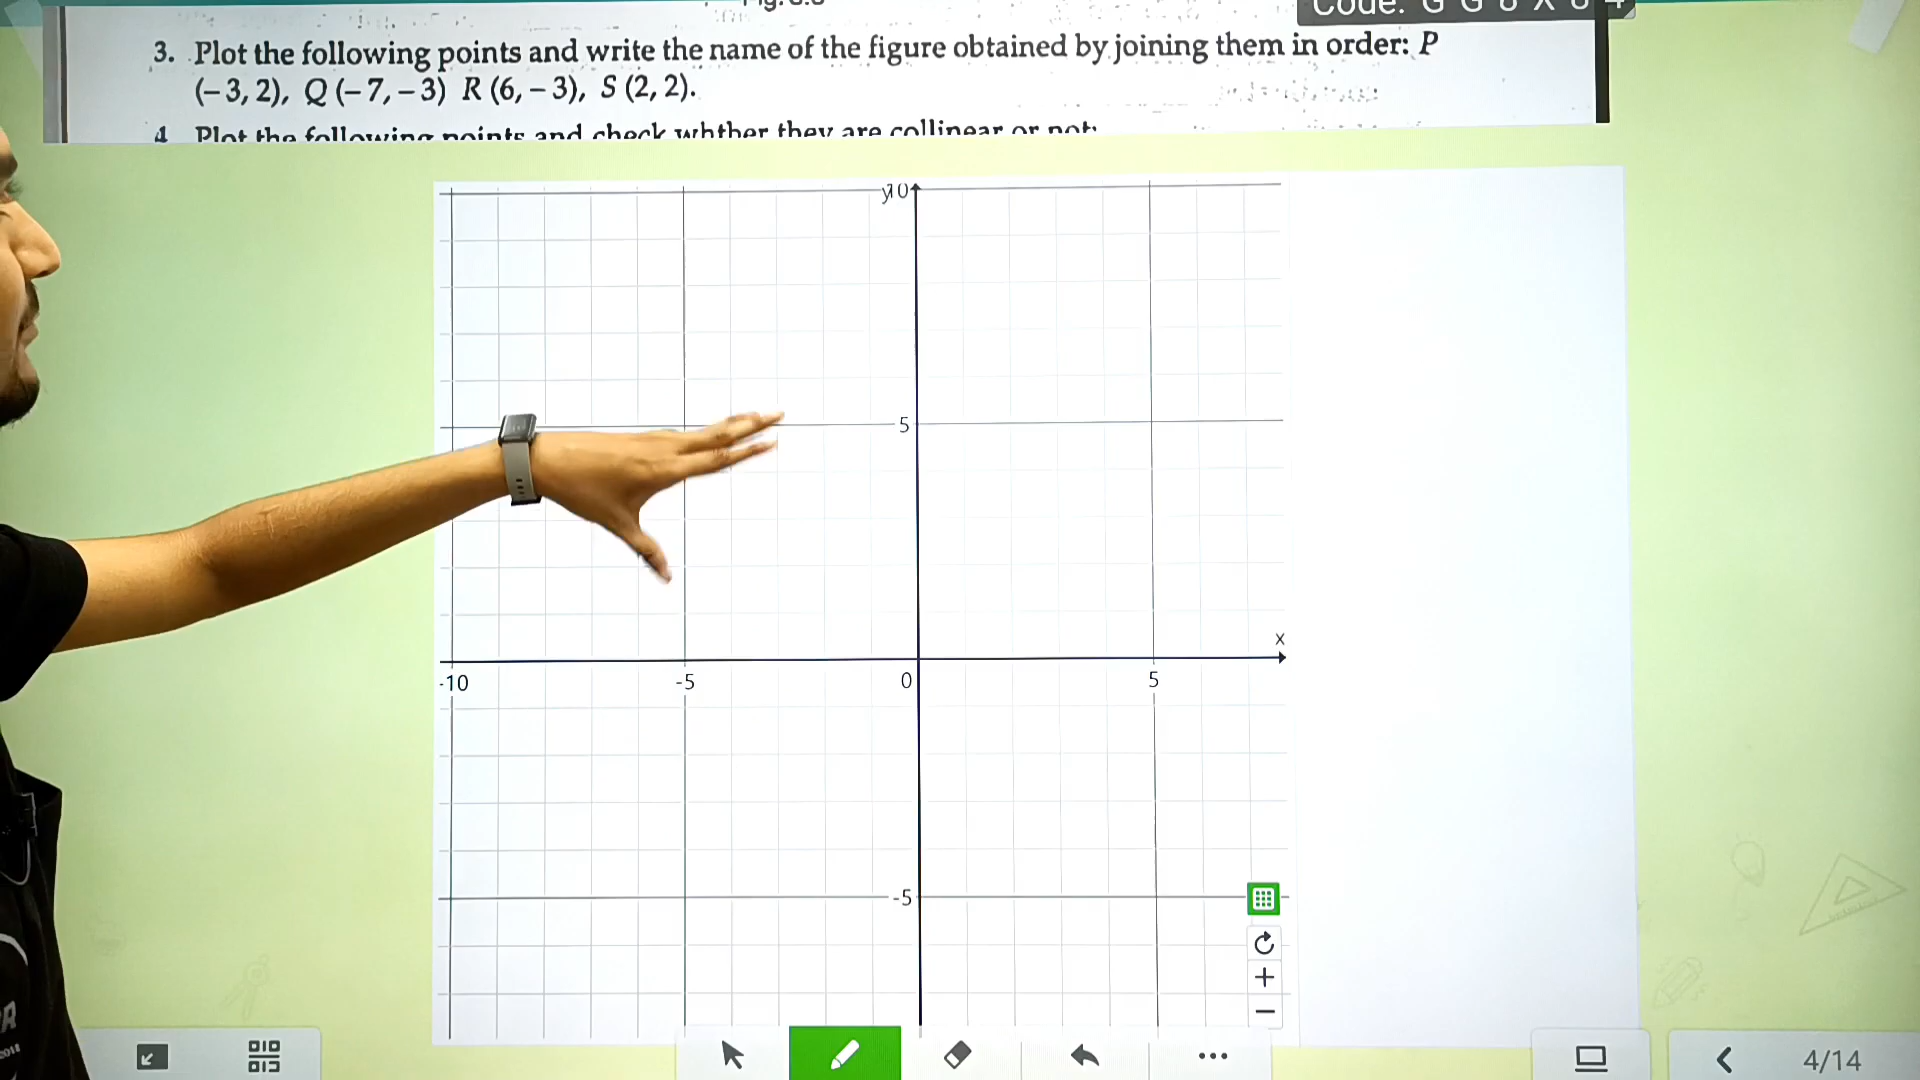 3. Plot the following points and write the name of the figure obtained by joining them in order: P
(– 3, 2), Q (– 7, – 3) R (6, – 3), S (2, 2).
4 Plot the following points and check whther they are collinear or not:
y
10
5
x
-10 -5 0 5
-5
4/14